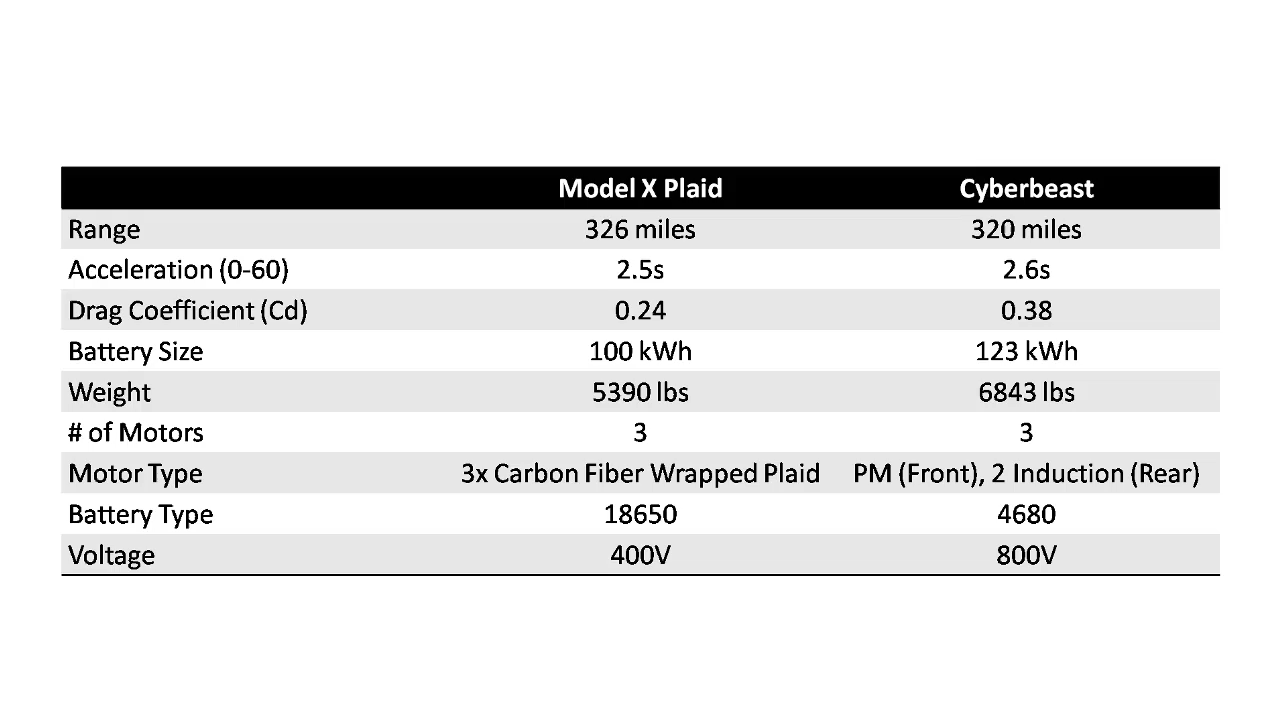 Model X Plaid Cyberbeast
Range 326 miles 320 miles
Acceleration (0-60) 2.5s 2.6s
Drag Coefficient (Cd) 0.24 0.38
Battery Size 100 kWh 123 kWh
Weight 5390 lbs 6843 lbs
# of Motors 3 3
Motor Type 3x Carbon Fiber Wrapped Plaid PM (Front), 2 Induction (Rear)
Battery Type 18650 4680
Voltage 400V 800V